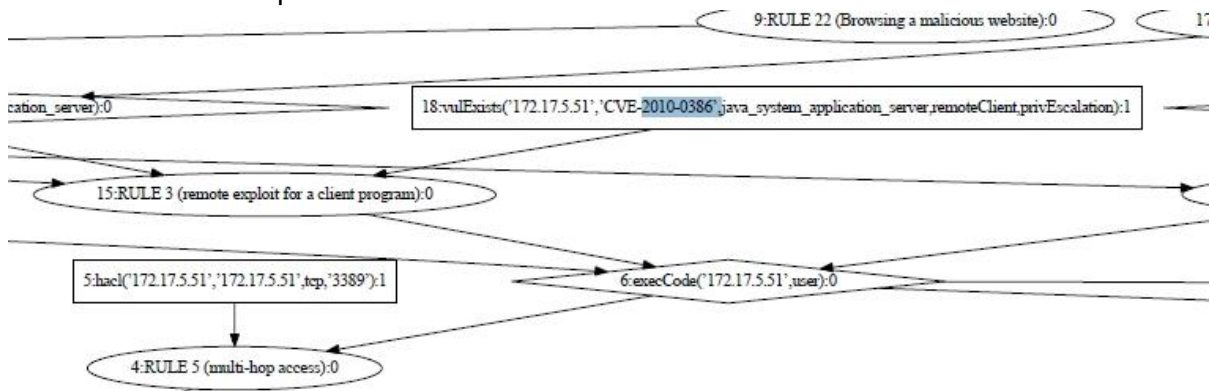 9:RULE 22 (Browsing a malicious website):0
17
cation_server):0
18:vulExists('172.17.5.51','CVE-2010-0386',java_system_application_server,remoteClient,privEscalation):1
15:RULE 3 (remote exploit for a client program):0
5:hacl('172.17.5.51','172.17.5.51',tcp,'3389'):1
6:execCode('172.17.5.51',user):0
4:RULE 5 (multi-hop access):0